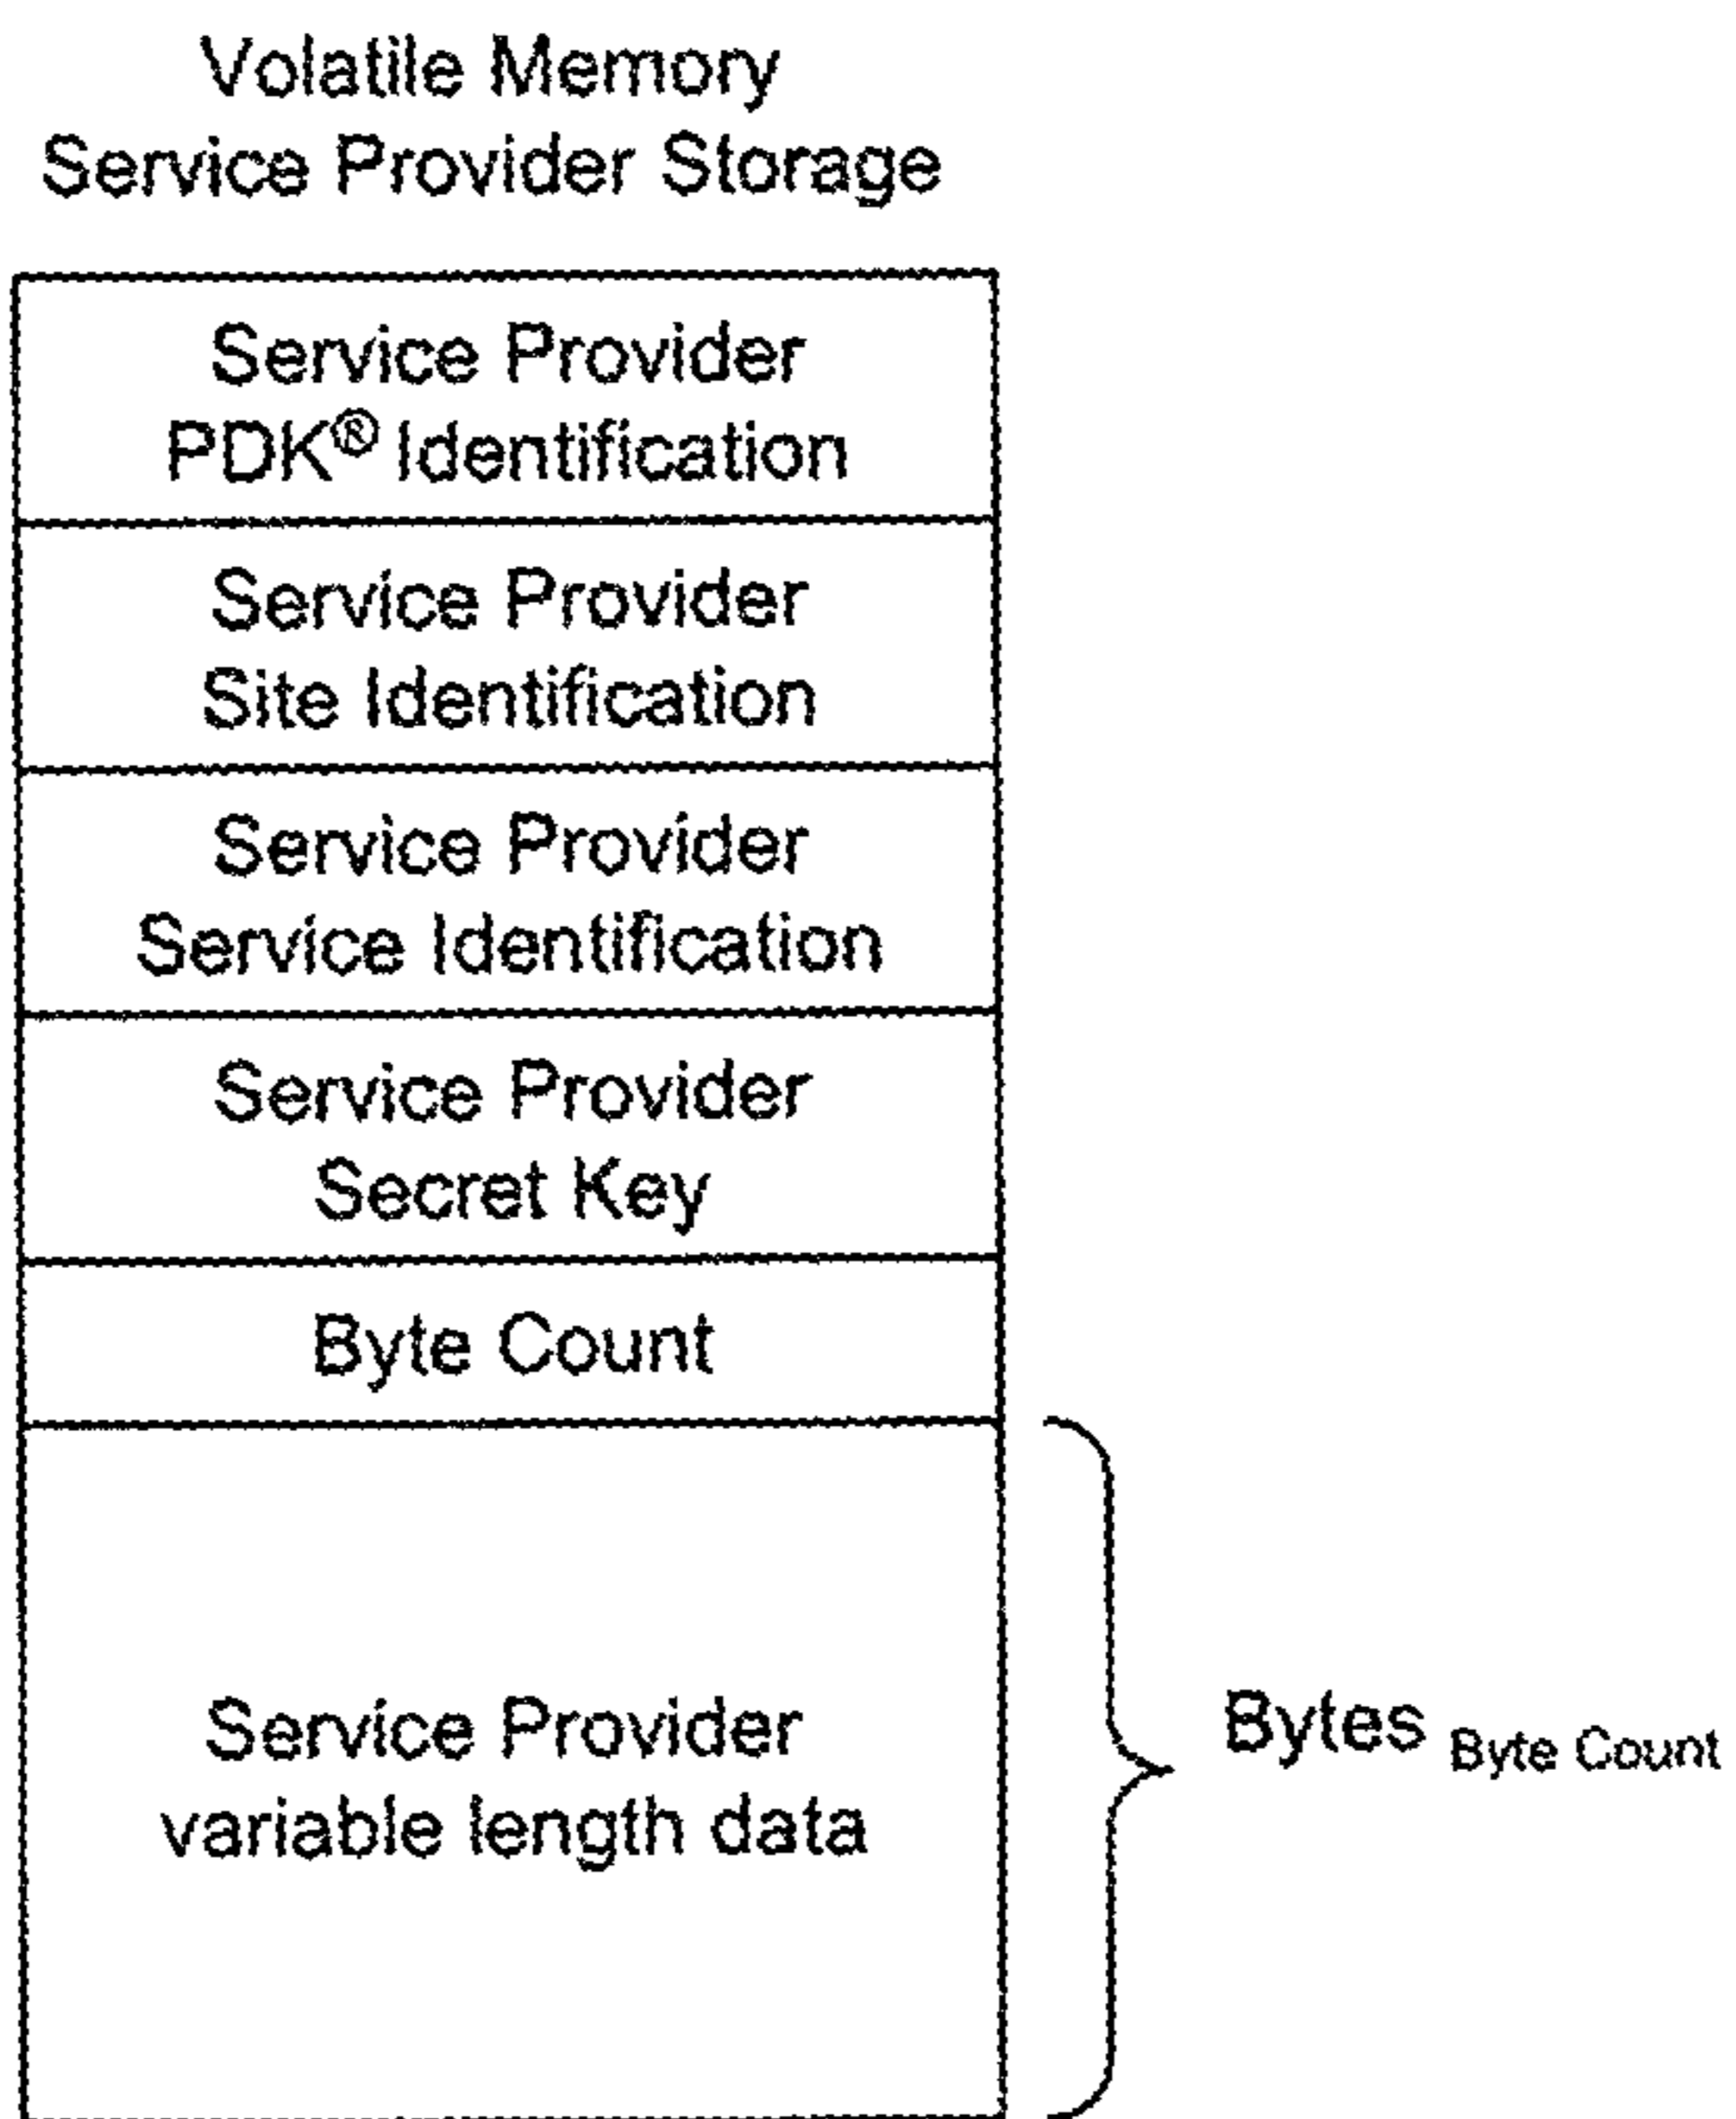 Volatile Memory
Service Provider Storage
Service Provider
PDK® Identification
Service Provider
Site Identification
Service Provider
Service Identification
Service Provider
Secret Key
Byte Count
Service Provider
variable length data
Bytes Byte Count